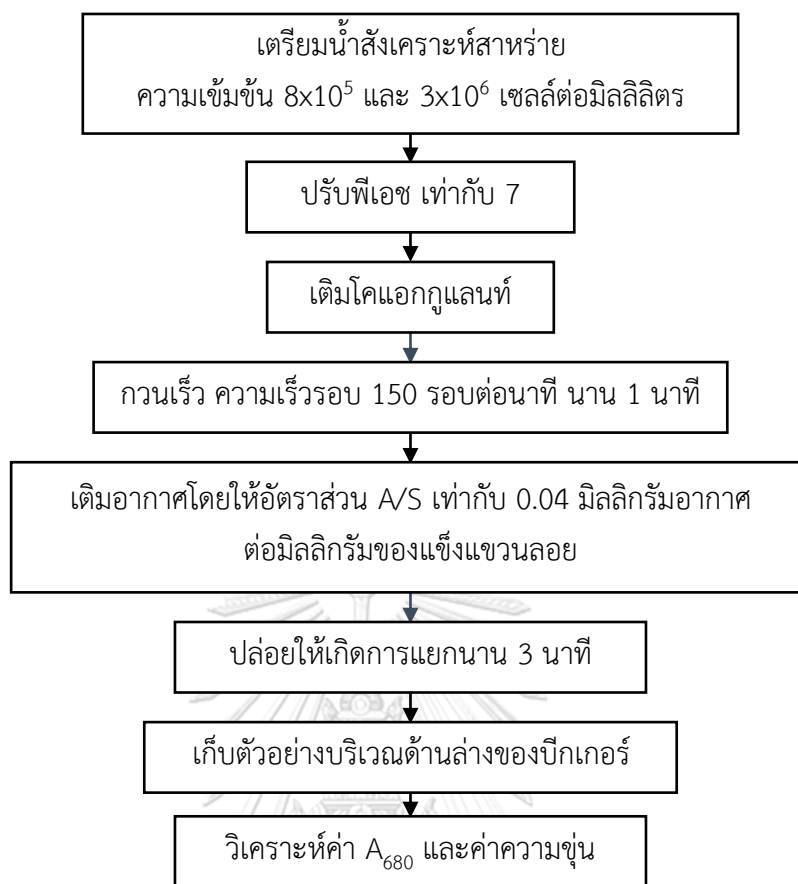 เตรียมน้ำสังเคราะห์สาหร่าย
ความเข้มข้น 8x10⁵ และ 3x10⁶ เซลล์ต่อมิลลิลิตร
ปรับพีเอช เท่ากับ 7
เติมโคแอกกูแลนท์
กวนเร็ว ความเร็วรอบ 150 รอบต่อนาที นาน 1 นาที
เติมอากาศโดยให้อัตราส่วน A/S เท่ากับ 0.04 มิลลิกรัมอากาศ
ต่อมิลลิกรัมของแข็งแขวนลอย
ปล่อยให้เกิดการแยกนาน 3 นาที
เก็บตัวอย่างบริเวณด้านล่างของบีกเกอร์
วิเคราะห์ค่า A₆₈₀ และค่าความขุ่น